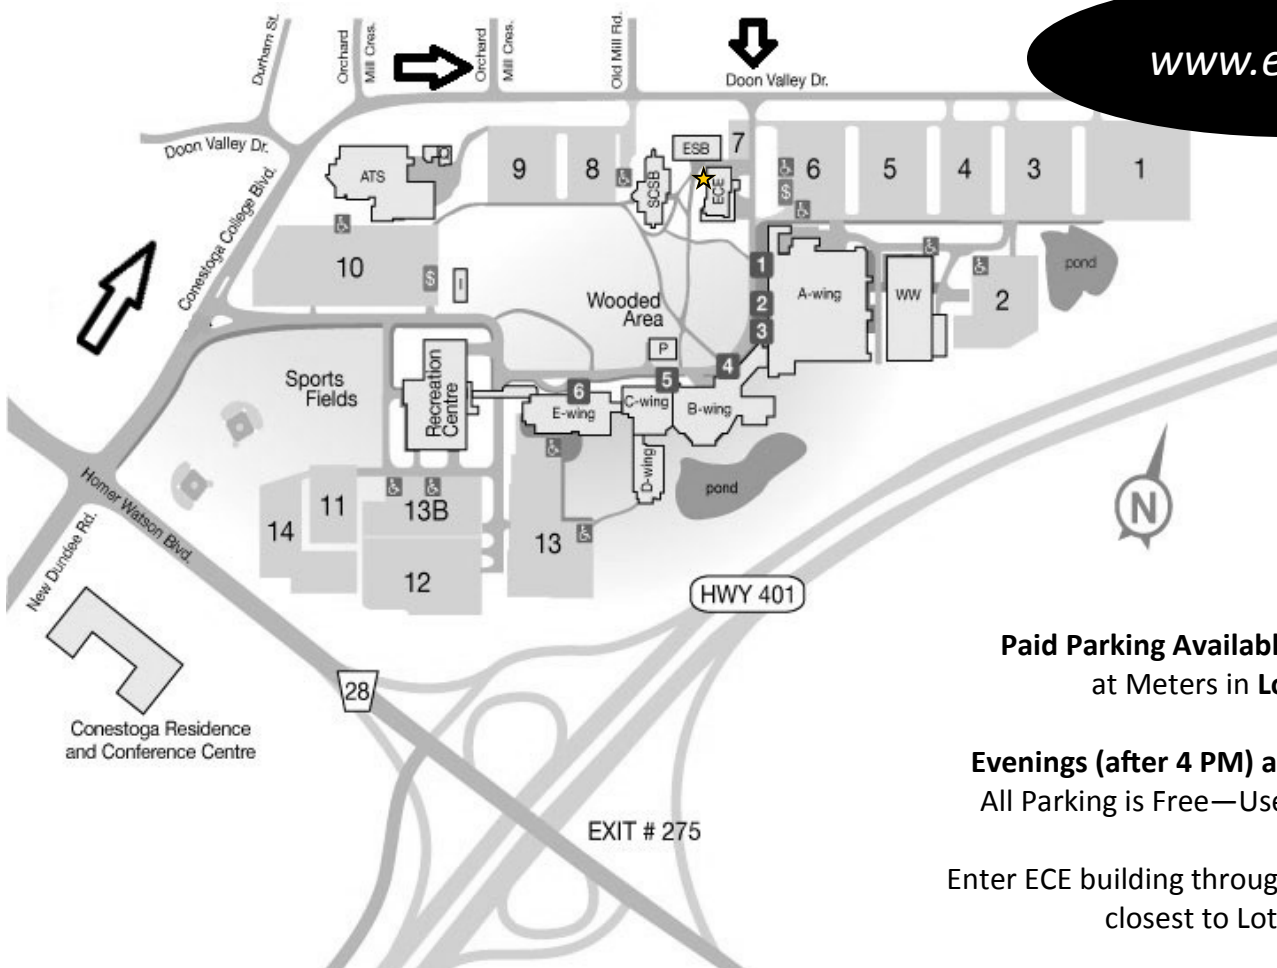 Durham St.
Orchard
Mill Cres.
Orchard
Mill Cres.
Old Mill Rd.
Doon Valley Dr.
www.e
Doon Valley Dr.
Conestoga College Blvd.
ATS
9
8
SCSB
ESB
ECE
7
6
5
4
3
1
$
10
$
I
Wooded
Area
1
2
3
A-wing
WW
2
pond
P
4
5
6
Sports
Fields
Recreation
Centre
E-wing
C-wing
B-wing
D-wing
pond
N
Homer Watson Blvd.
New Dundee Rd.
14
11
13B
12
13
HWY 401
28
Conestoga Residence
and Conference Centre
EXIT # 275
Paid Parking Availabl
at Meters in Lo
Evenings (after 4 PM) a
All Parking is Free—Use
Enter ECE building throug
closest to Lot